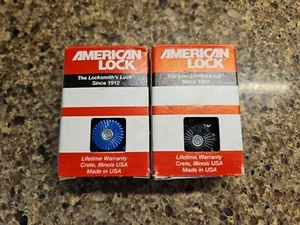 AMERICAN
LOCK
The Locksmith's Lock
Since 1912
Lifetime Warranty
Crete, Illinois USA
Made in USA
AMERICAN
LOCK
The Locksmith's Lock
Since 1912
Lifetime Warranty
Crete, Illinois USA
Made in USA